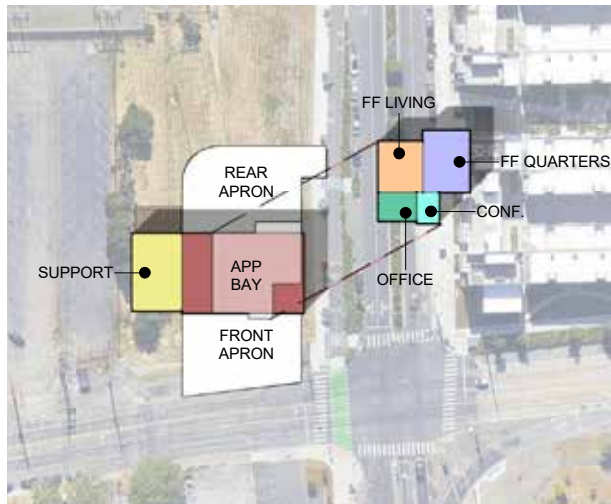 FF LIVING
FF QUARTERS
REAR
APRON
CONF.
SUPPORT
APP
BAY
OFFICE
FRONT
APRON